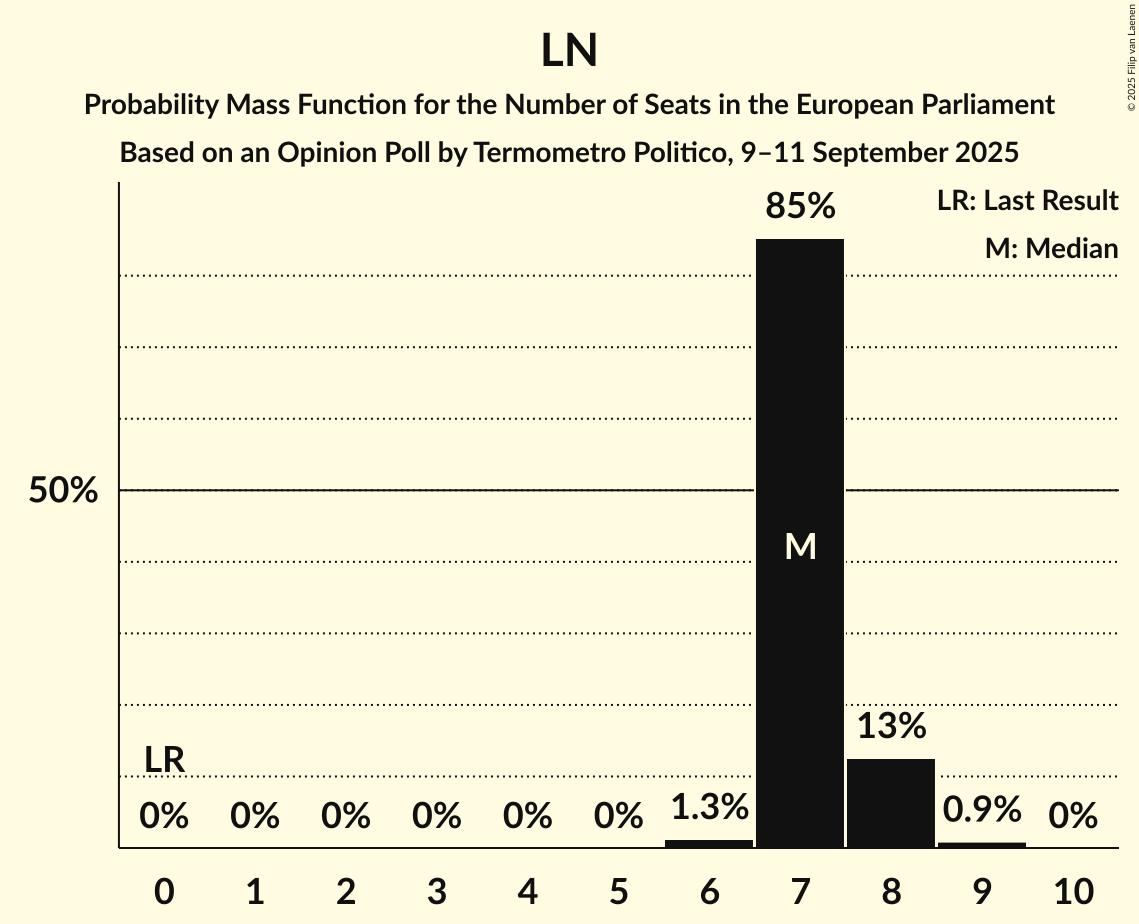 LN
Probability Mass Function for the Number of Seats in the European Parliament
Based on an Opinion Poll by Termometro Politico, 9–11 September 2025
© 2025 Filip van Laenen
LR: Last Result
M: Median
85%
50%
M
13%
LR
0%
0%
0%
0%
0%
0%
1.3%
0.9%
0%
0 1 2 3 4 5 6 7 8 9 10